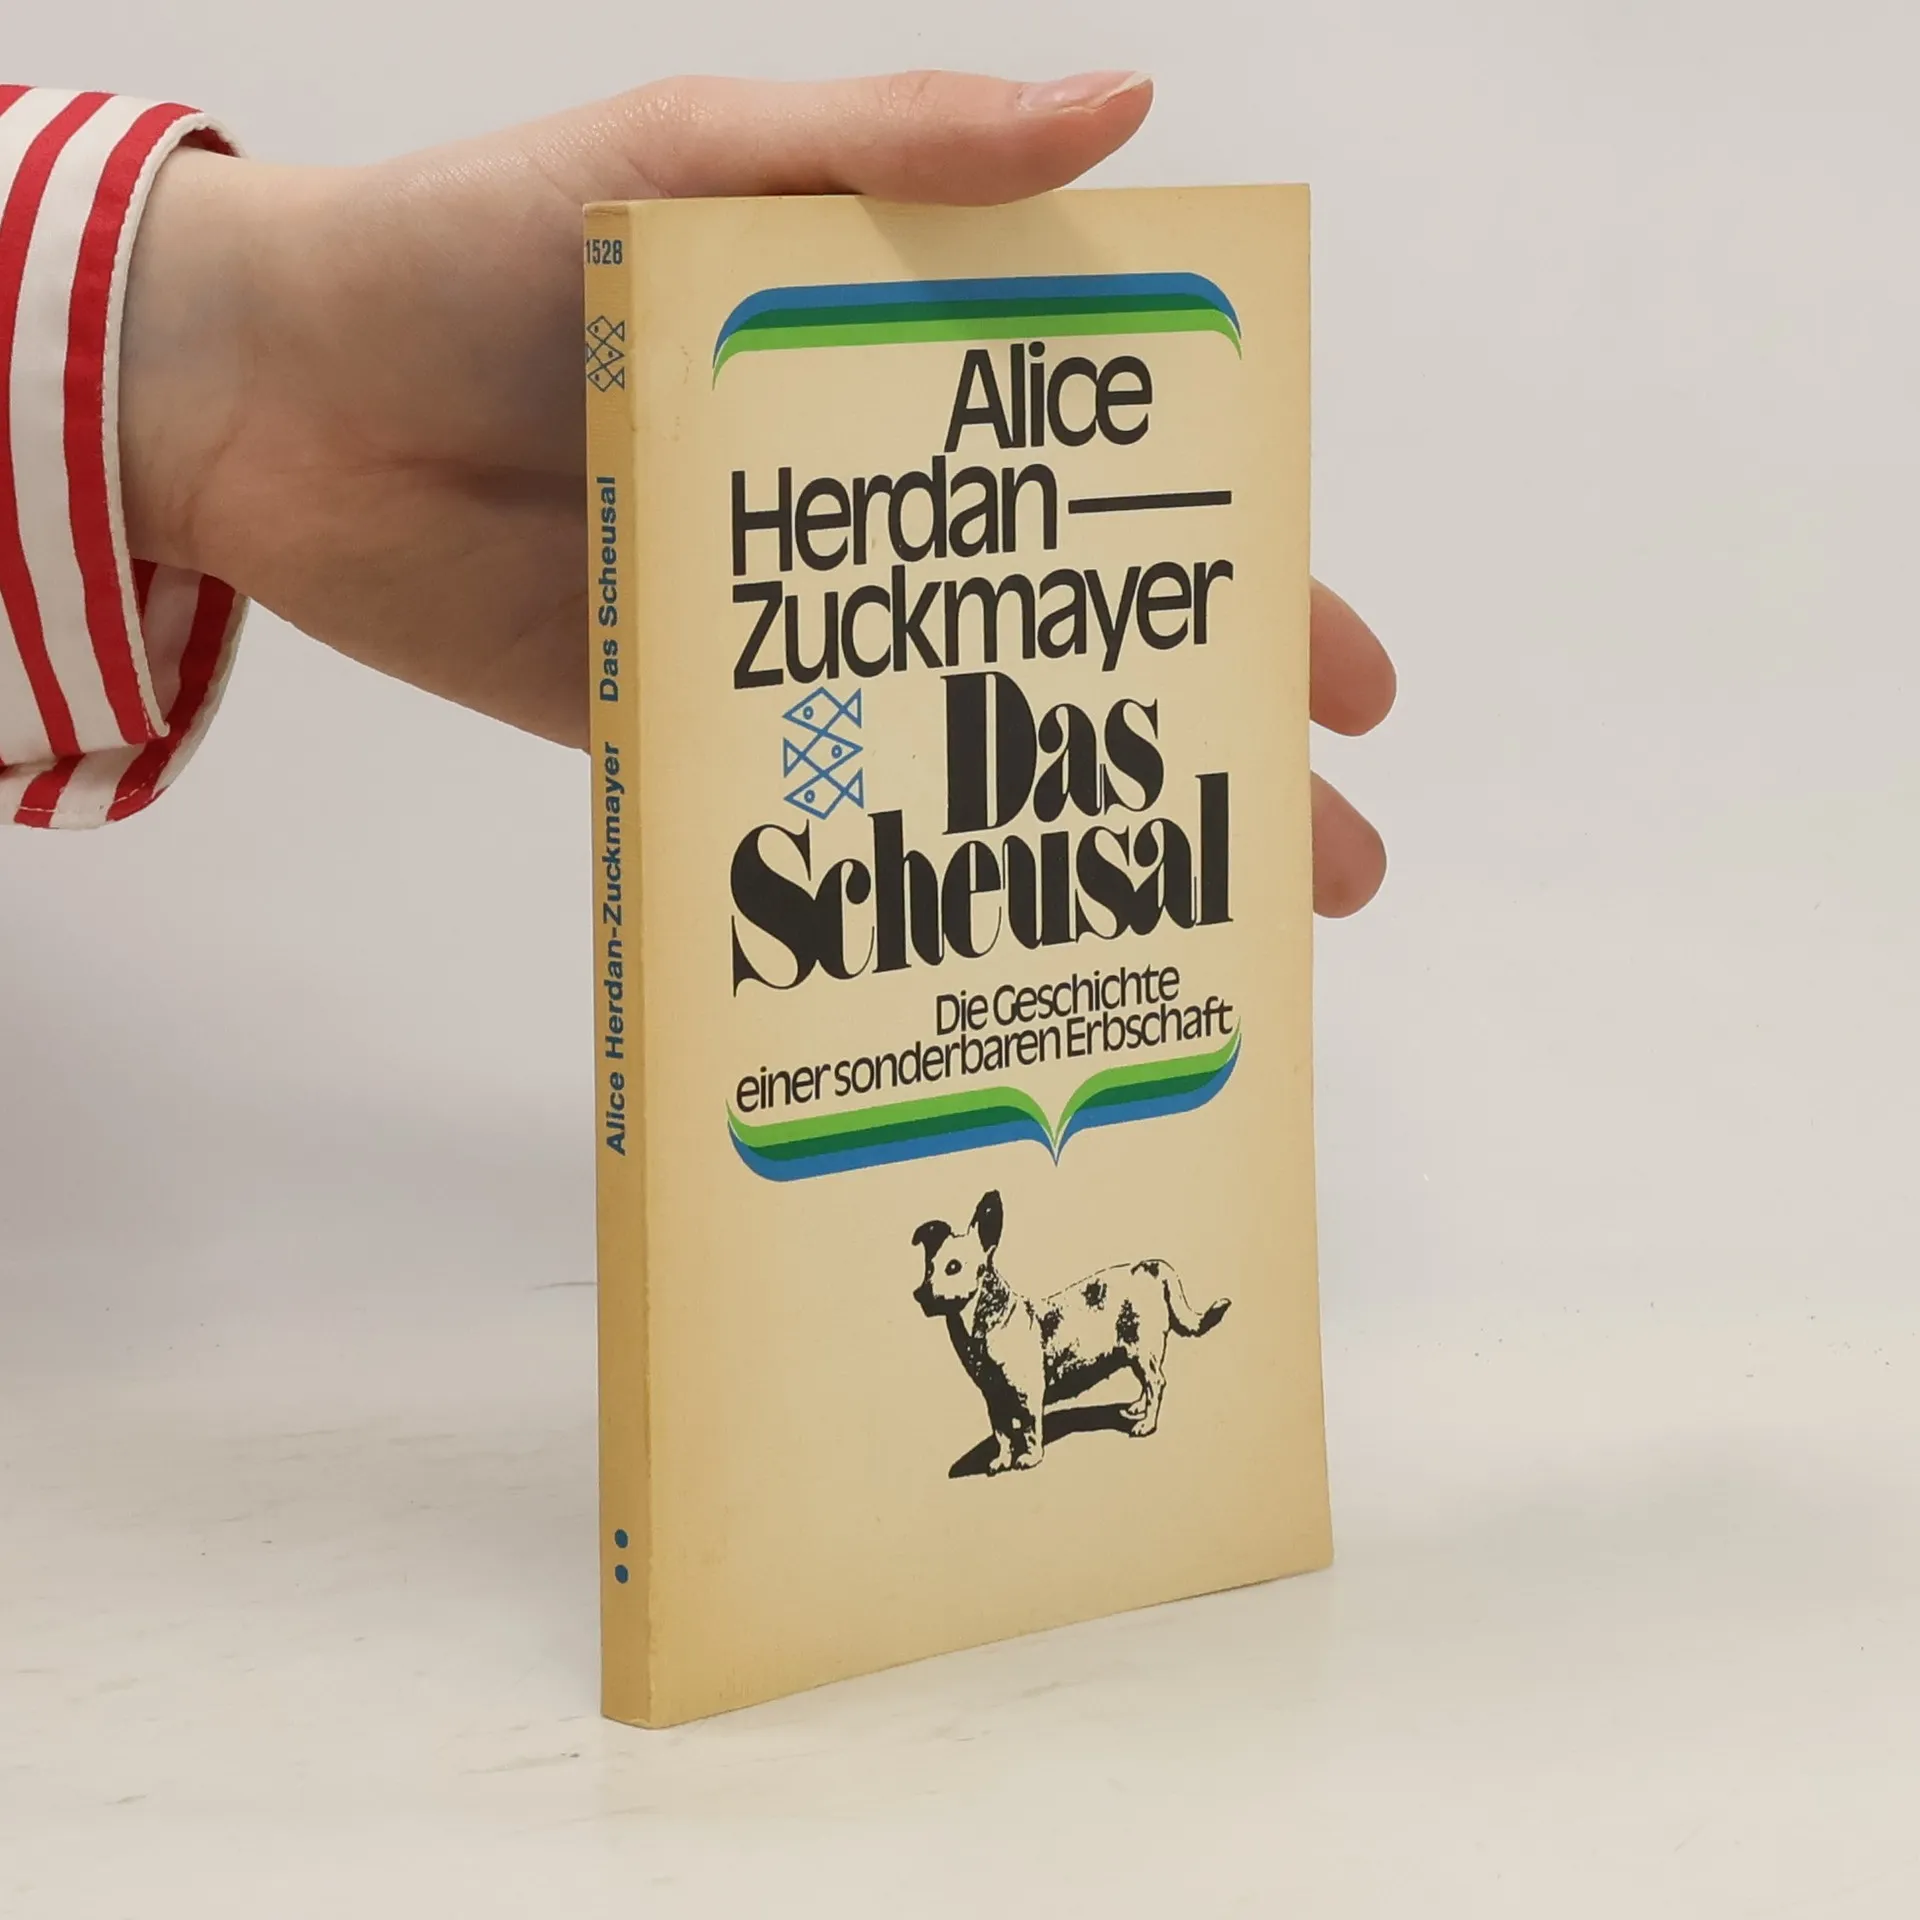 1528
Das Scheusal
Alice Herdan-Zuckmayer
Alice
Herdan—
Zuckmayer
Das
Scheusal
Die Geschichte
einer sonderbaren Erbschaft